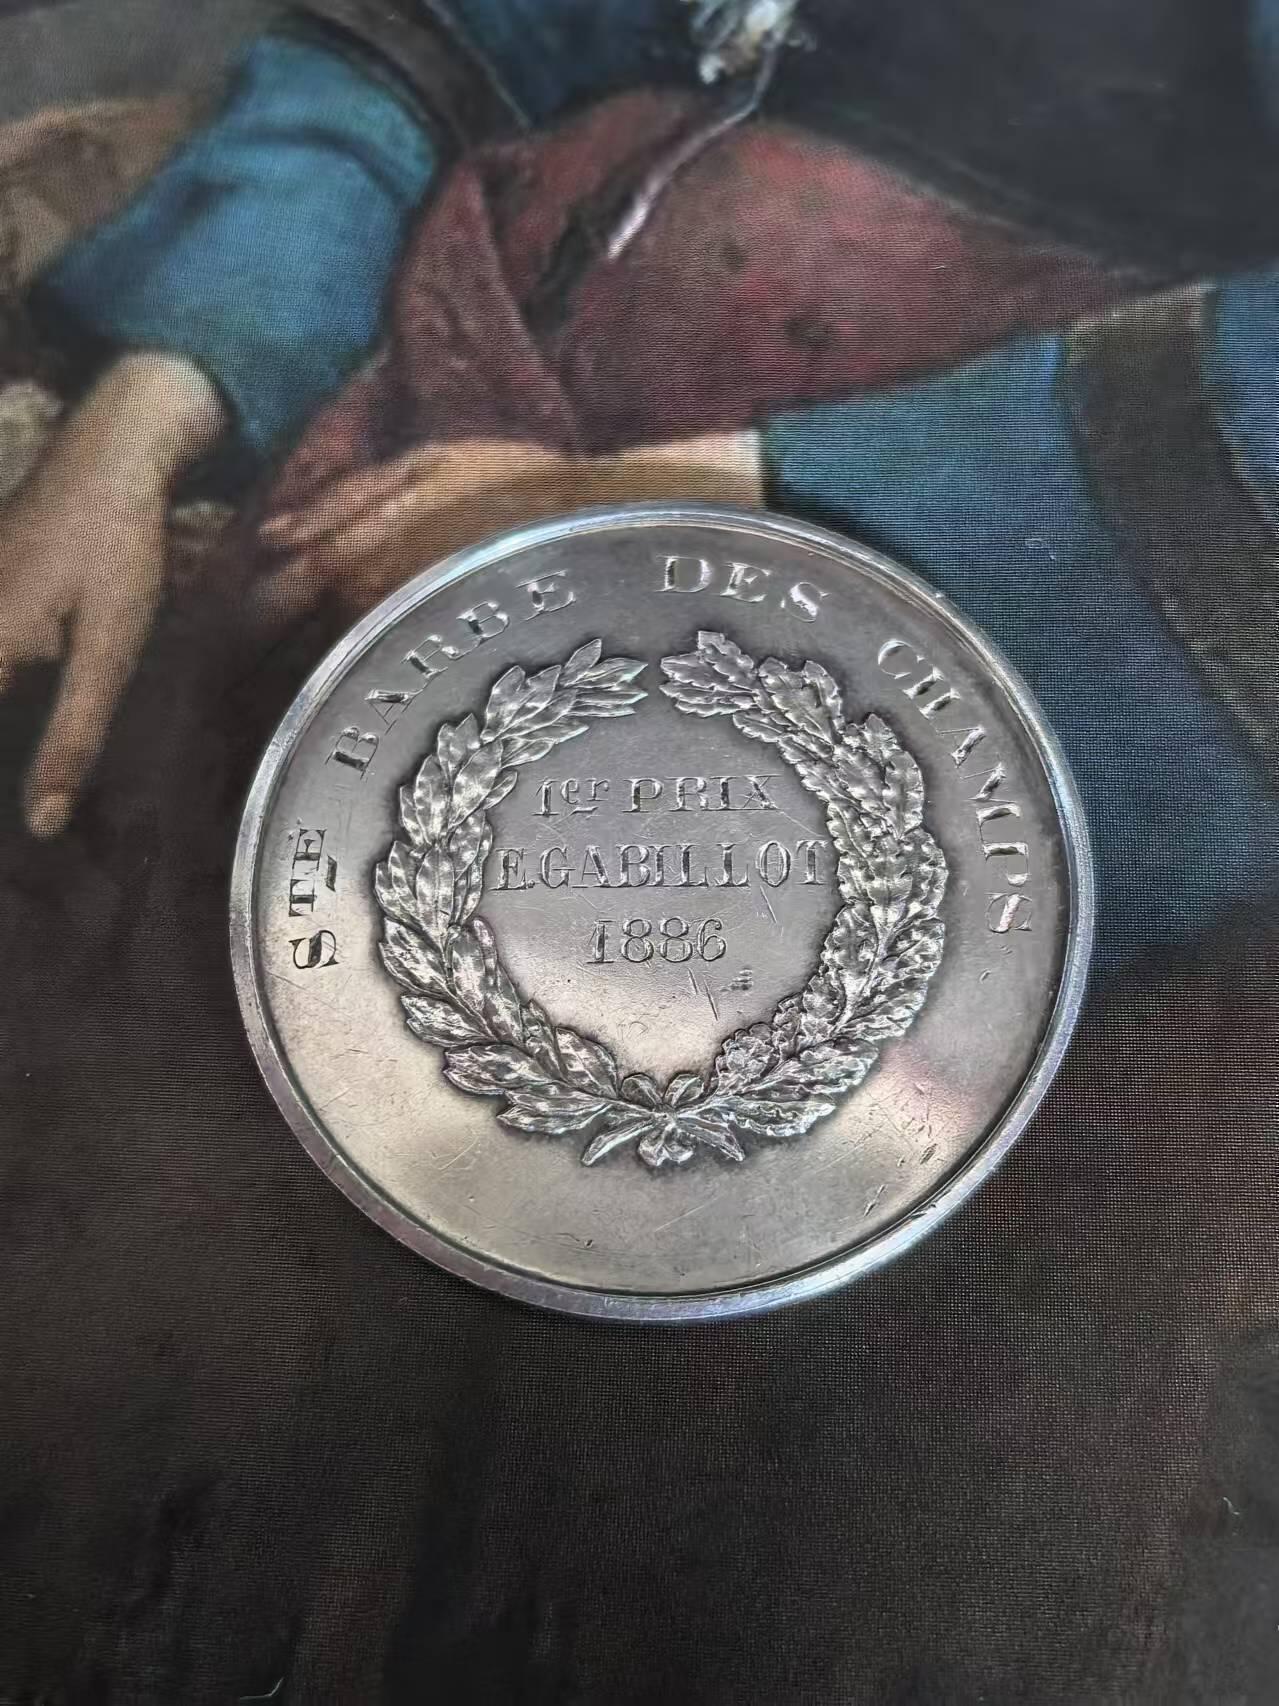 STE BARBE DES CHAMPS
1er PRIX
E.GABILLOT
1886